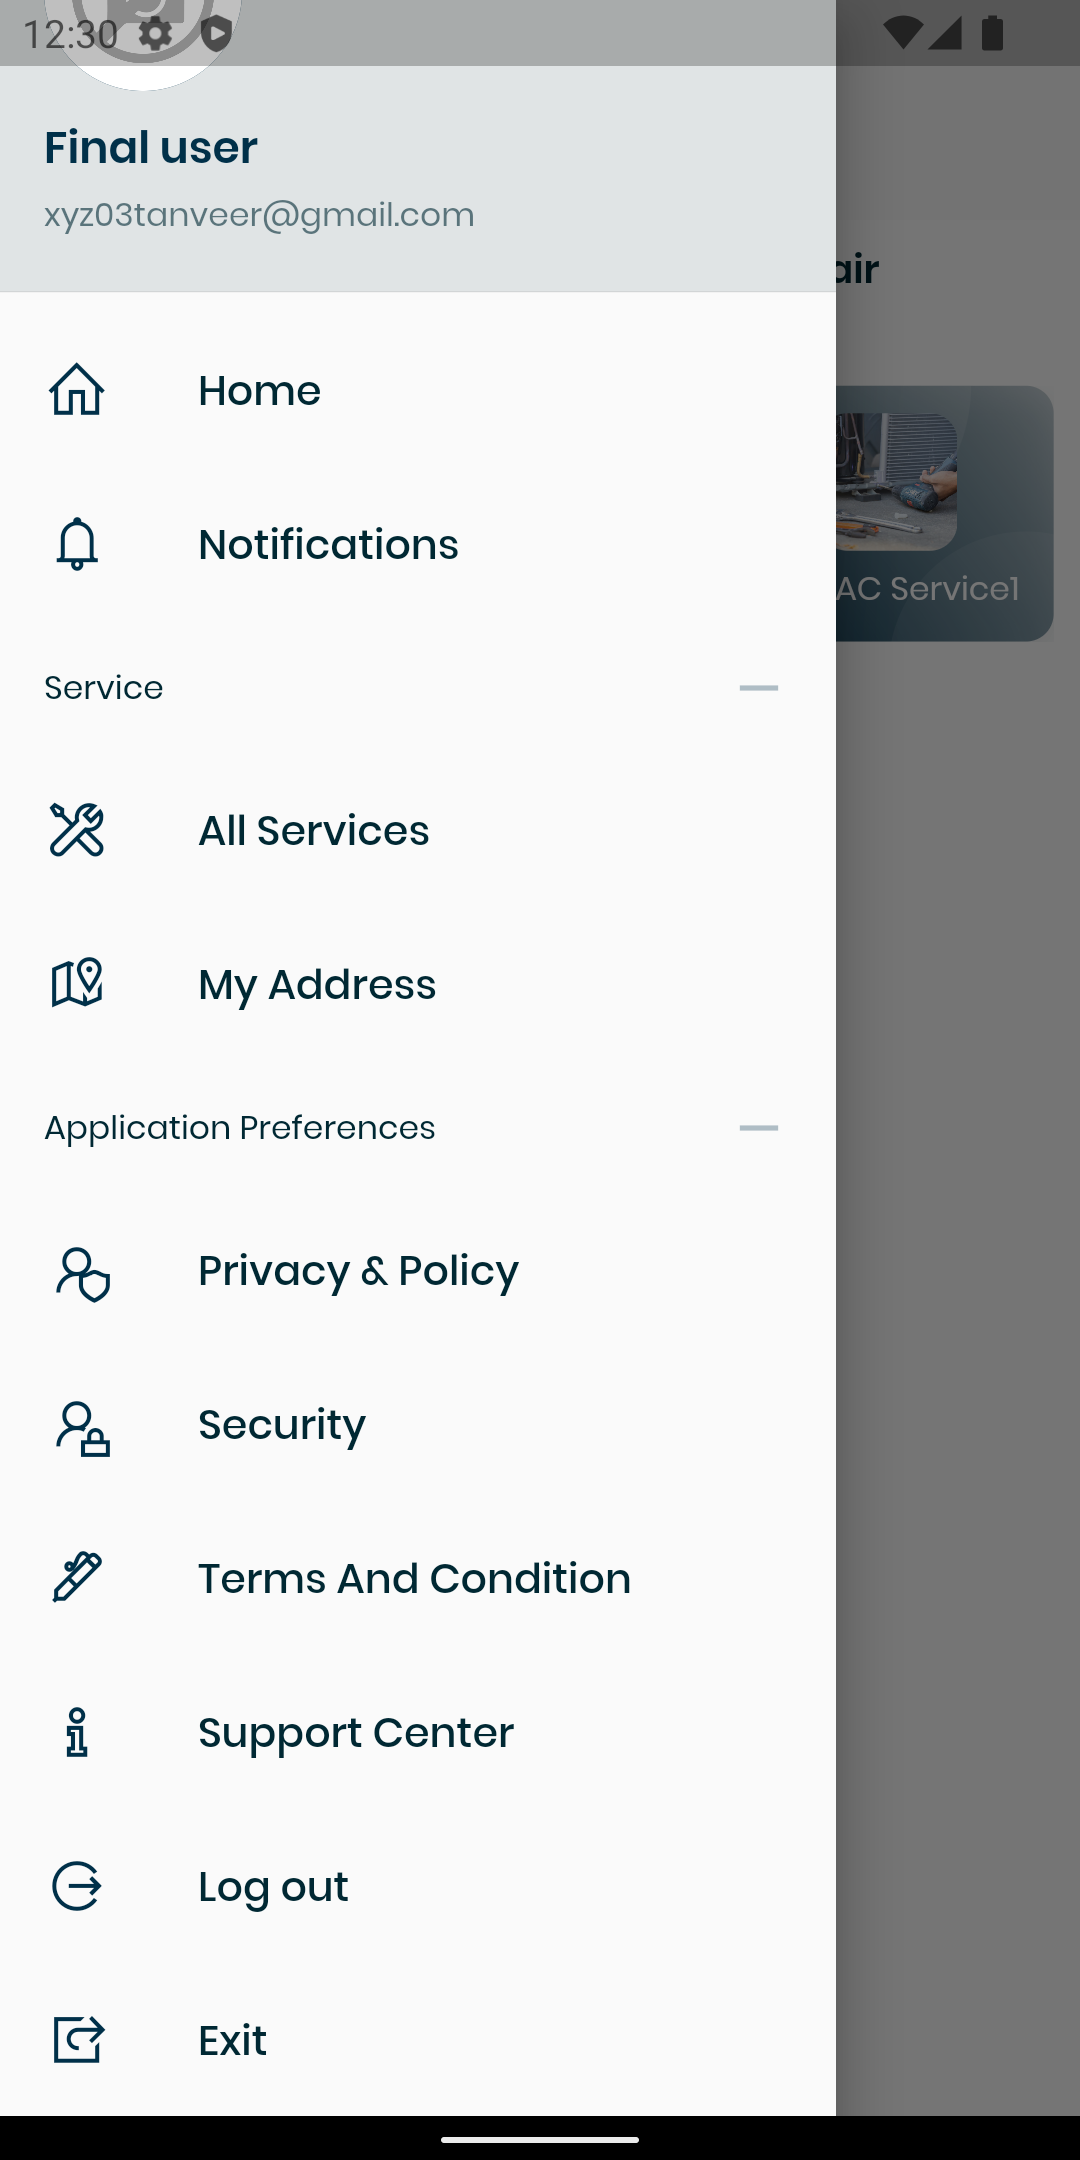 12:30
Final user
xyz03tanveer@gmail.com
air
Home
Notifications
AC Service1
Service
All Services
My Address
Application Preferences
Privacy & Policy
Security
Terms And Condition
Support Center
Log out
Exit